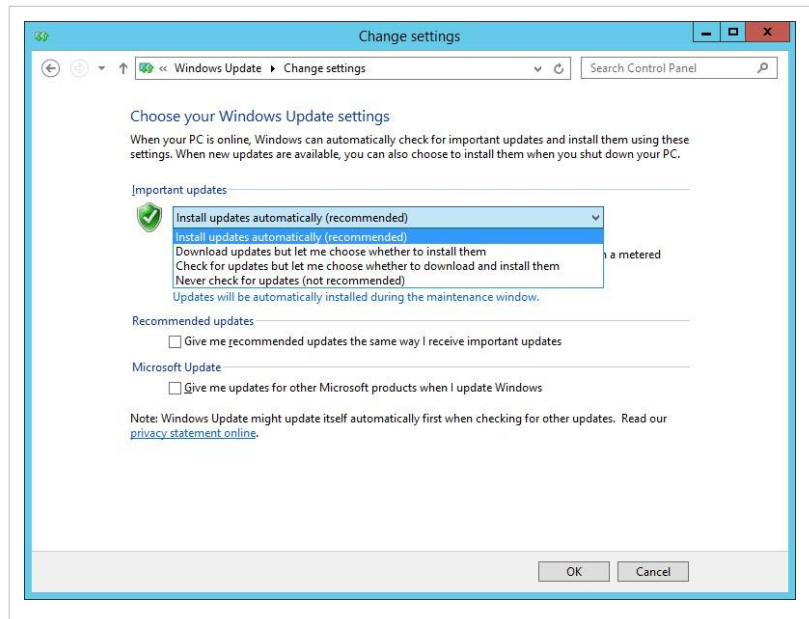 Change settings
« Windows Update ▸ Change settings
Search Control Panel
Choose your Windows Update settings
When your PC is online, Windows can automatically check for important updates and install them using these
settings. When new updates are available, you can also choose to install them when you shut down your PC.
Important updates
Install updates automatically (recommended)
Install updates automatically (recommended)
Download updates but let me choose whether to install them
Check for updates but let me choose whether to download and install them
Never check for updates (not recommended)
a metered
Updates will be automatically installed during the maintenance window.
Recommended updates
Give me recommended updates the same way I receive important updates
Microsoft Update
Give me updates for other Microsoft products when I update Windows
Note: Windows Update might update itself automatically first when checking for other updates. Read our
privacy statement online.
OK
Cancel